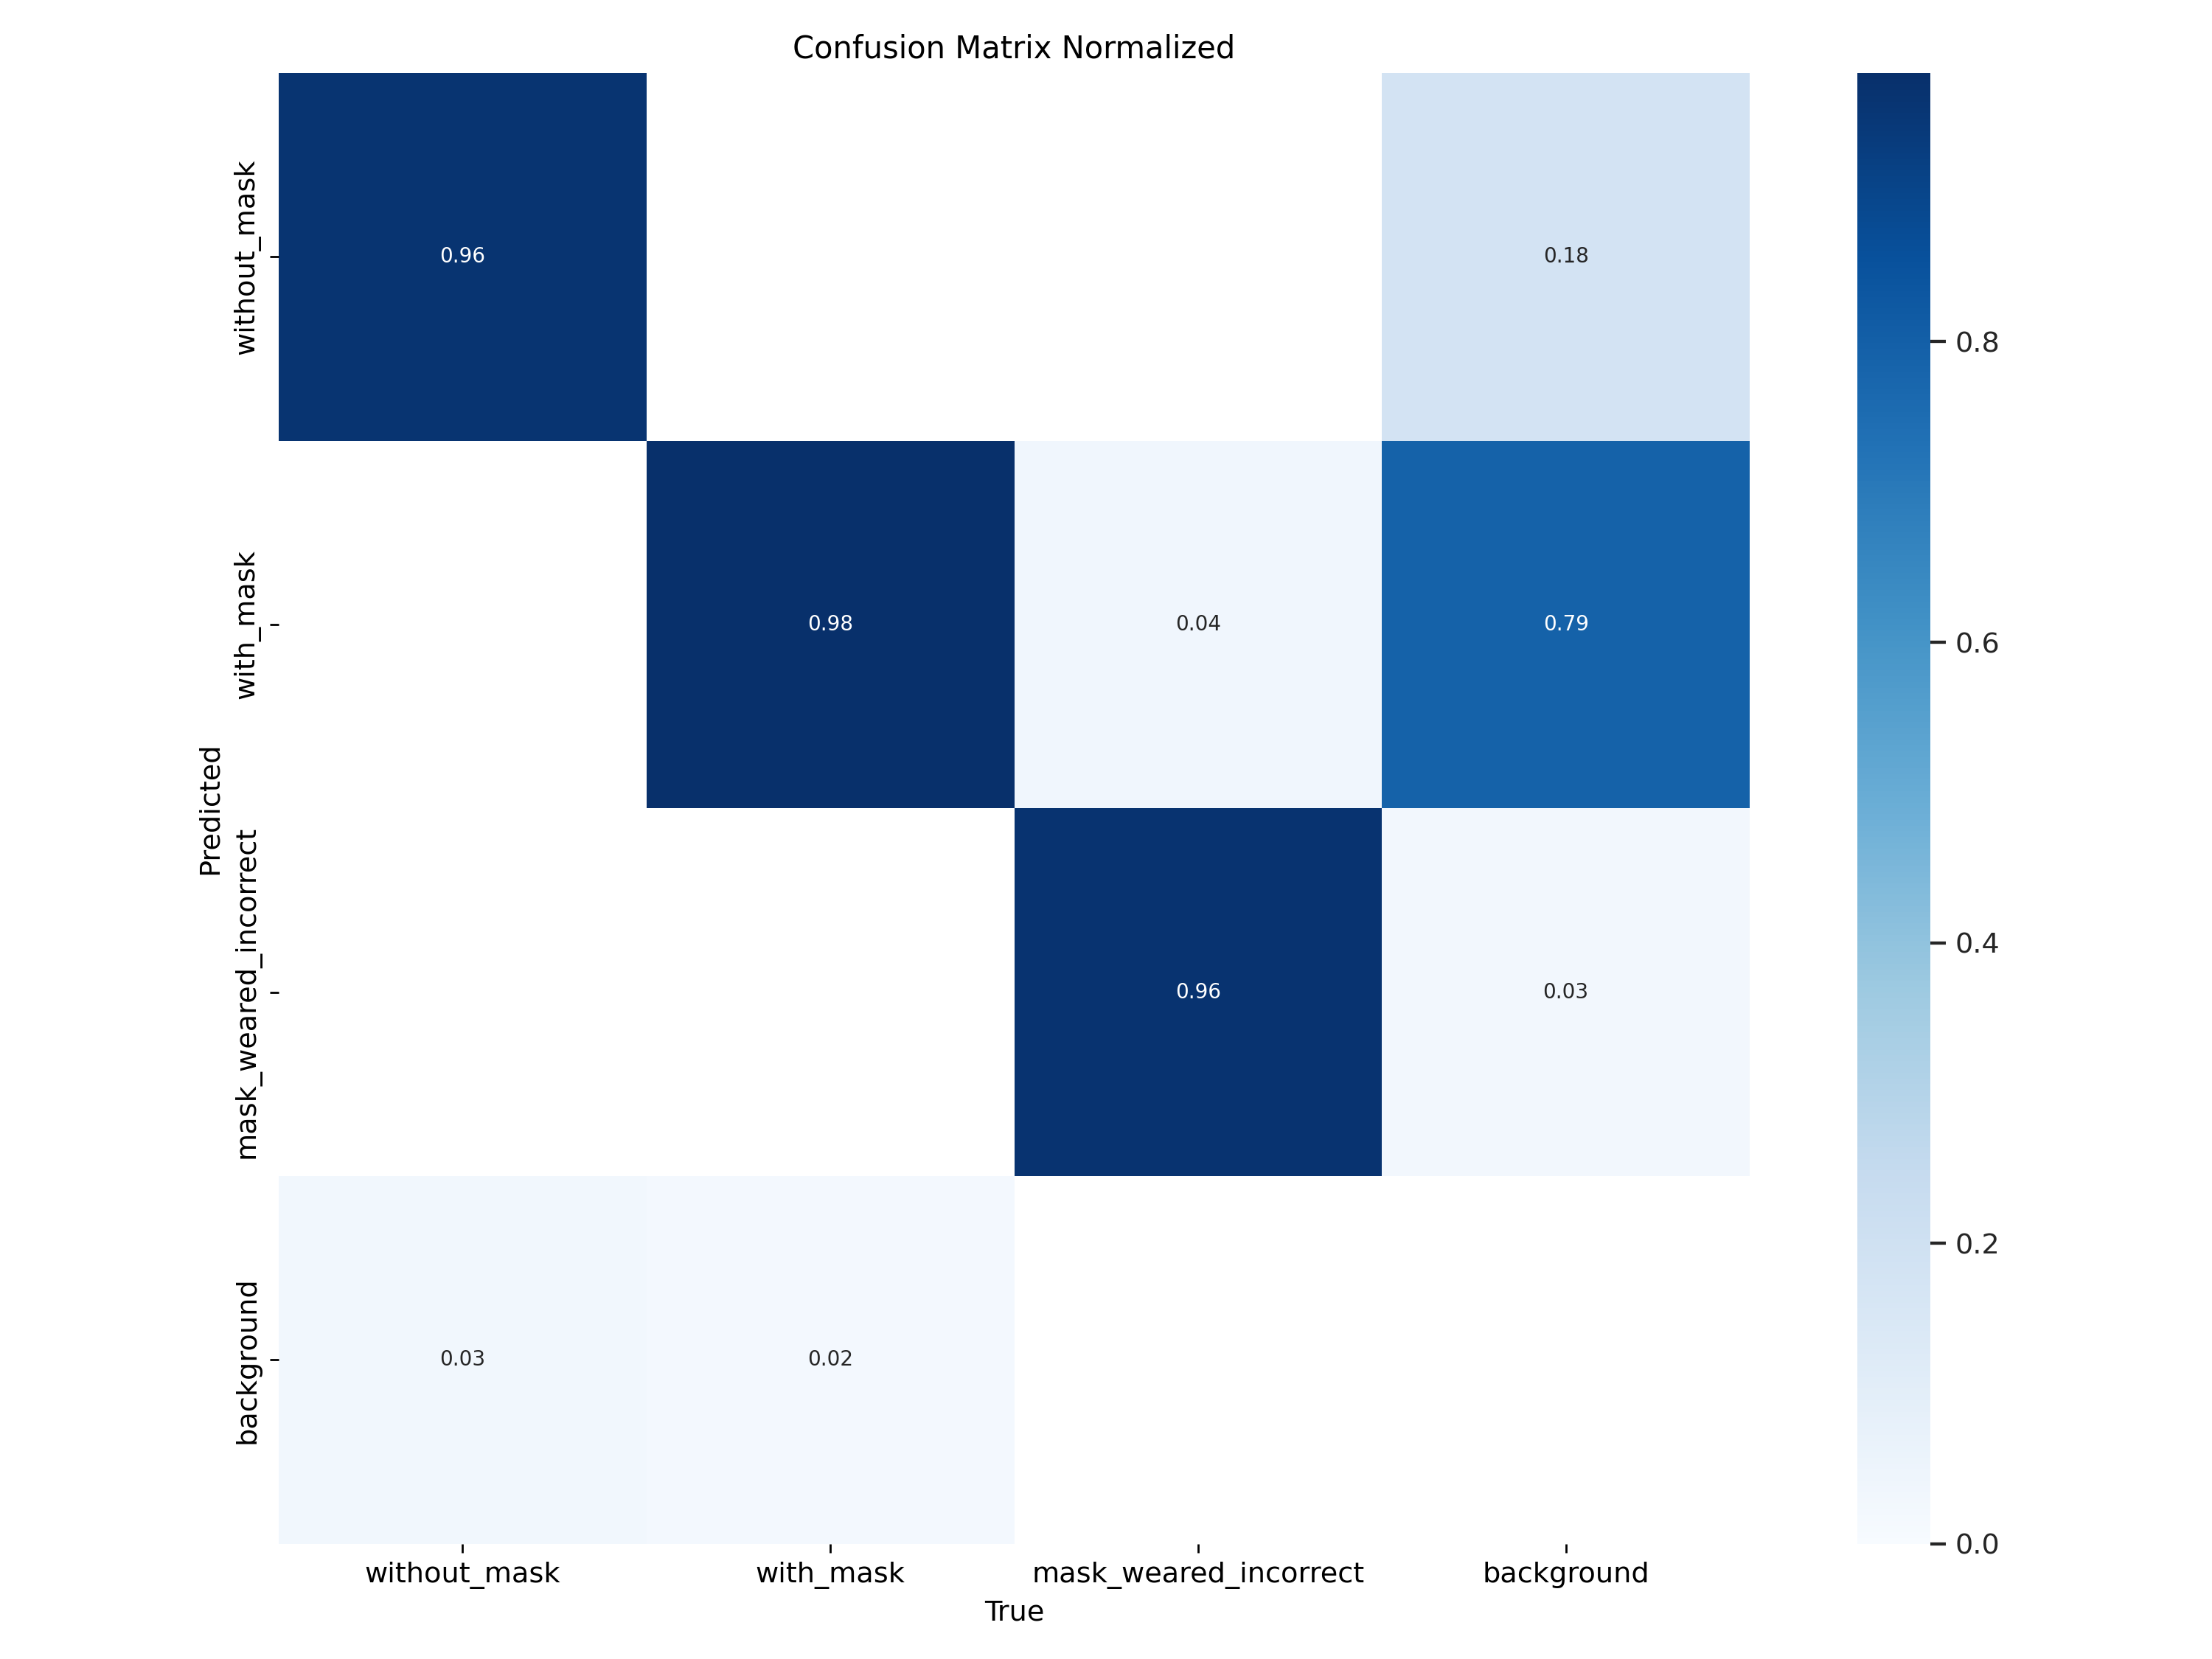 Confusion Matrix Normalized
without_mask
0.96
0.18
0.8
with_mask
0.98
0.04
0.79
0.6
Predicted
mask_weared_incorrect
0.96
0.03
0.4
0.2
background
0.03
0.02
0.0
without_mask
with_mask
mask_weared_incorrect
background
True